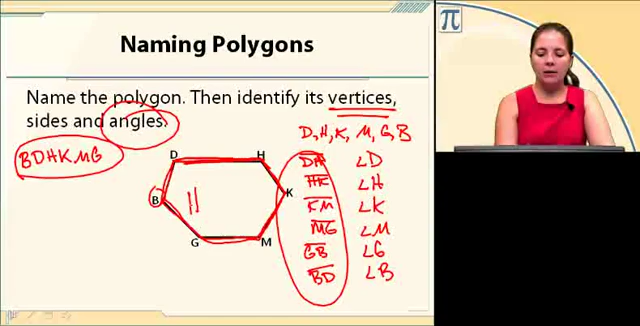 Naming Polygons
Name the polygon. Then identify its vertices,
sides and angles.
D, H, K, M, G, B
BDHKMG
D
H
K
M
G
B
DH ∠D
HK ∠H
KM ∠K
MG ∠M
GB ∠G
BD ∠B
π